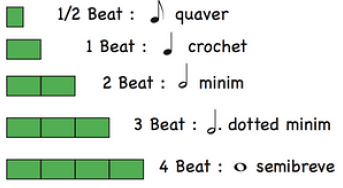 1/2 Beat : ♪ quaver
1 Beat : ♩ crochet
2 Beat : 𝅗𝅥 minim
3 Beat : 𝅗𝅥. dotted minim
4 Beat : 𝅝 semibreve